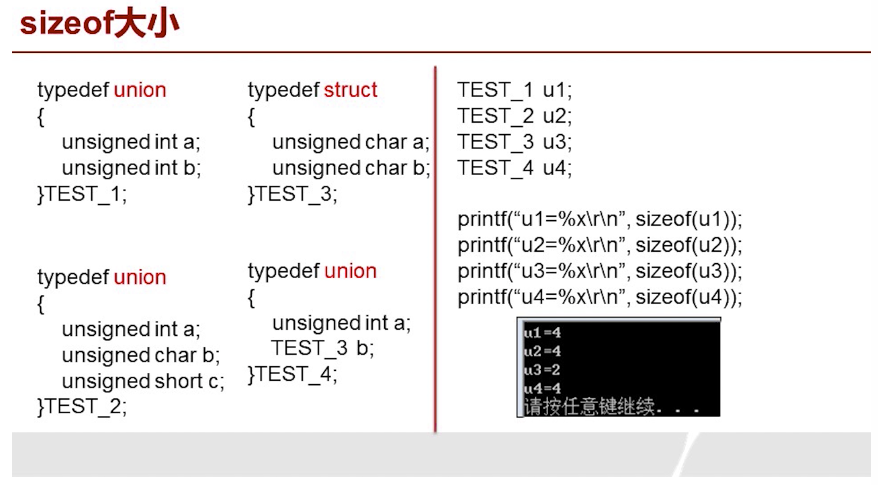 sizeof大小
typedef union
{
unsigned int a;
unsigned int b;
}TEST_1;
typedef union
{
unsigned int a;
unsigned char b;
unsigned short c;
}TEST_2;
typedef struct
{
unsigned char a;
unsigned char b;
}TEST_3;
typedef union
{
unsigned int a;
TEST_3 b;
}TEST_4;
TEST_1 u1;
TEST_2 u2;
TEST_3 u3;
TEST_4 u4;
printf(“u1=%x\r\n”, sizeof(u1));
printf(“u2=%x\r\n”, sizeof(u2));
printf(“u3=%x\r\n”, sizeof(u3));
printf(“u4=%x\r\n”, sizeof(u4));
u1=4
u2=4
u3=2
u4=4
请按任意键继续. . .